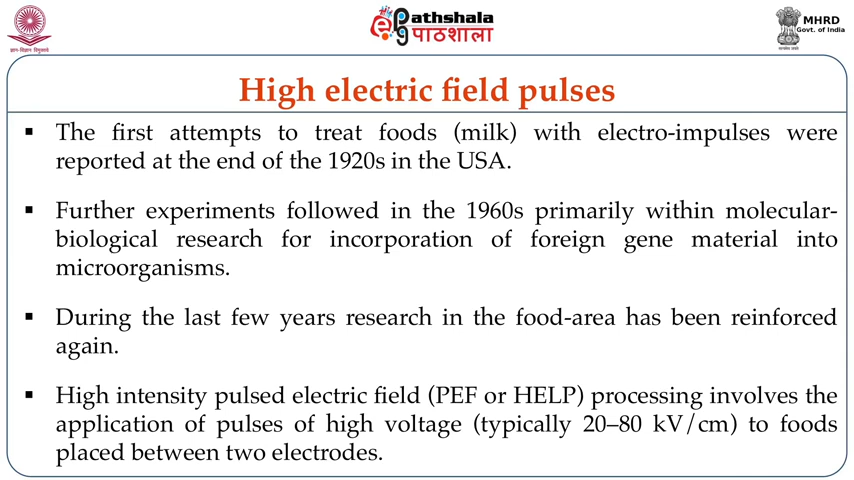 ePathshala
पाठशाला
MHRD
Govt. of India
ज्ञान-विज्ञान विमुक्तये
High electric field pulses
▪ The first attempts to treat foods (milk) with electro-impulses were
reported at the end of the 1920s in the USA.
▪ Further experiments followed in the 1960s primarily within molecular-
biological research for incorporation of foreign gene material into
microorganisms.
▪ During the last few years research in the food-area has been reinforced
again.
▪ High intensity pulsed electric field (PEF or HELP) processing involves the
application of pulses of high voltage (typically 20–80 kV/cm) to foods
placed between two electrodes.